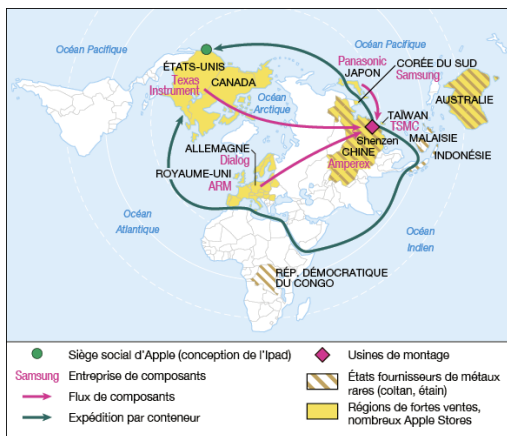 Océan Pacifique
Océan Pacifique
ÉTATS-UNIS
Texas
Instrument
CANADA
Océan
Arctique
Panasonic
JAPON
CORÉE DU SUD
Samsung
AUSTRALIE
TAÏWAN
TSMC
Shenzen
CHINE
Amperex
MALAISIE
INDONÉSIE
ALLEMAGNE
Dialog
ROYAUME-UNI
ARM
Océan
Atlantique
Océan
Indien
RÉP. DÉMOCRATIQUE
DU CONGO
Siège social d'Apple (conception de l'Ipad)
Samsung Entreprise de composants
Flux de composants
Expédition par conteneur
Usines de montage
États fournisseurs de métaux
rares (coltan, étain)
Régions de fortes ventes,
nombreux Apple Stores